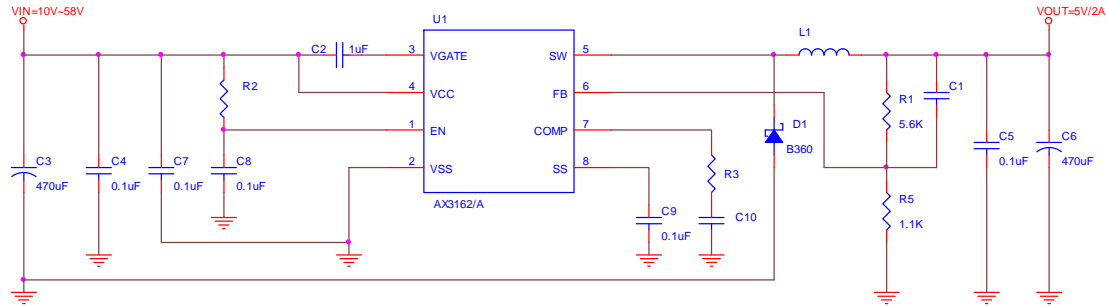 VIN=10V~58V
VOUT=5V/2A
U1
C2
1uF
3
VGATE
SW
5
L1
R2
4
VCC
FB
6
R1
5.6K
C1
1
EN
COMP
7
D1
B360
C3
470uF
C4
0.1uF
C7
0.1uF
C8
0.1uF
2
VSS
SS
8
R3
C5
0.1uF
C6
470uF
AX3162/A
C9
0.1uF
C10
R5
1.1K